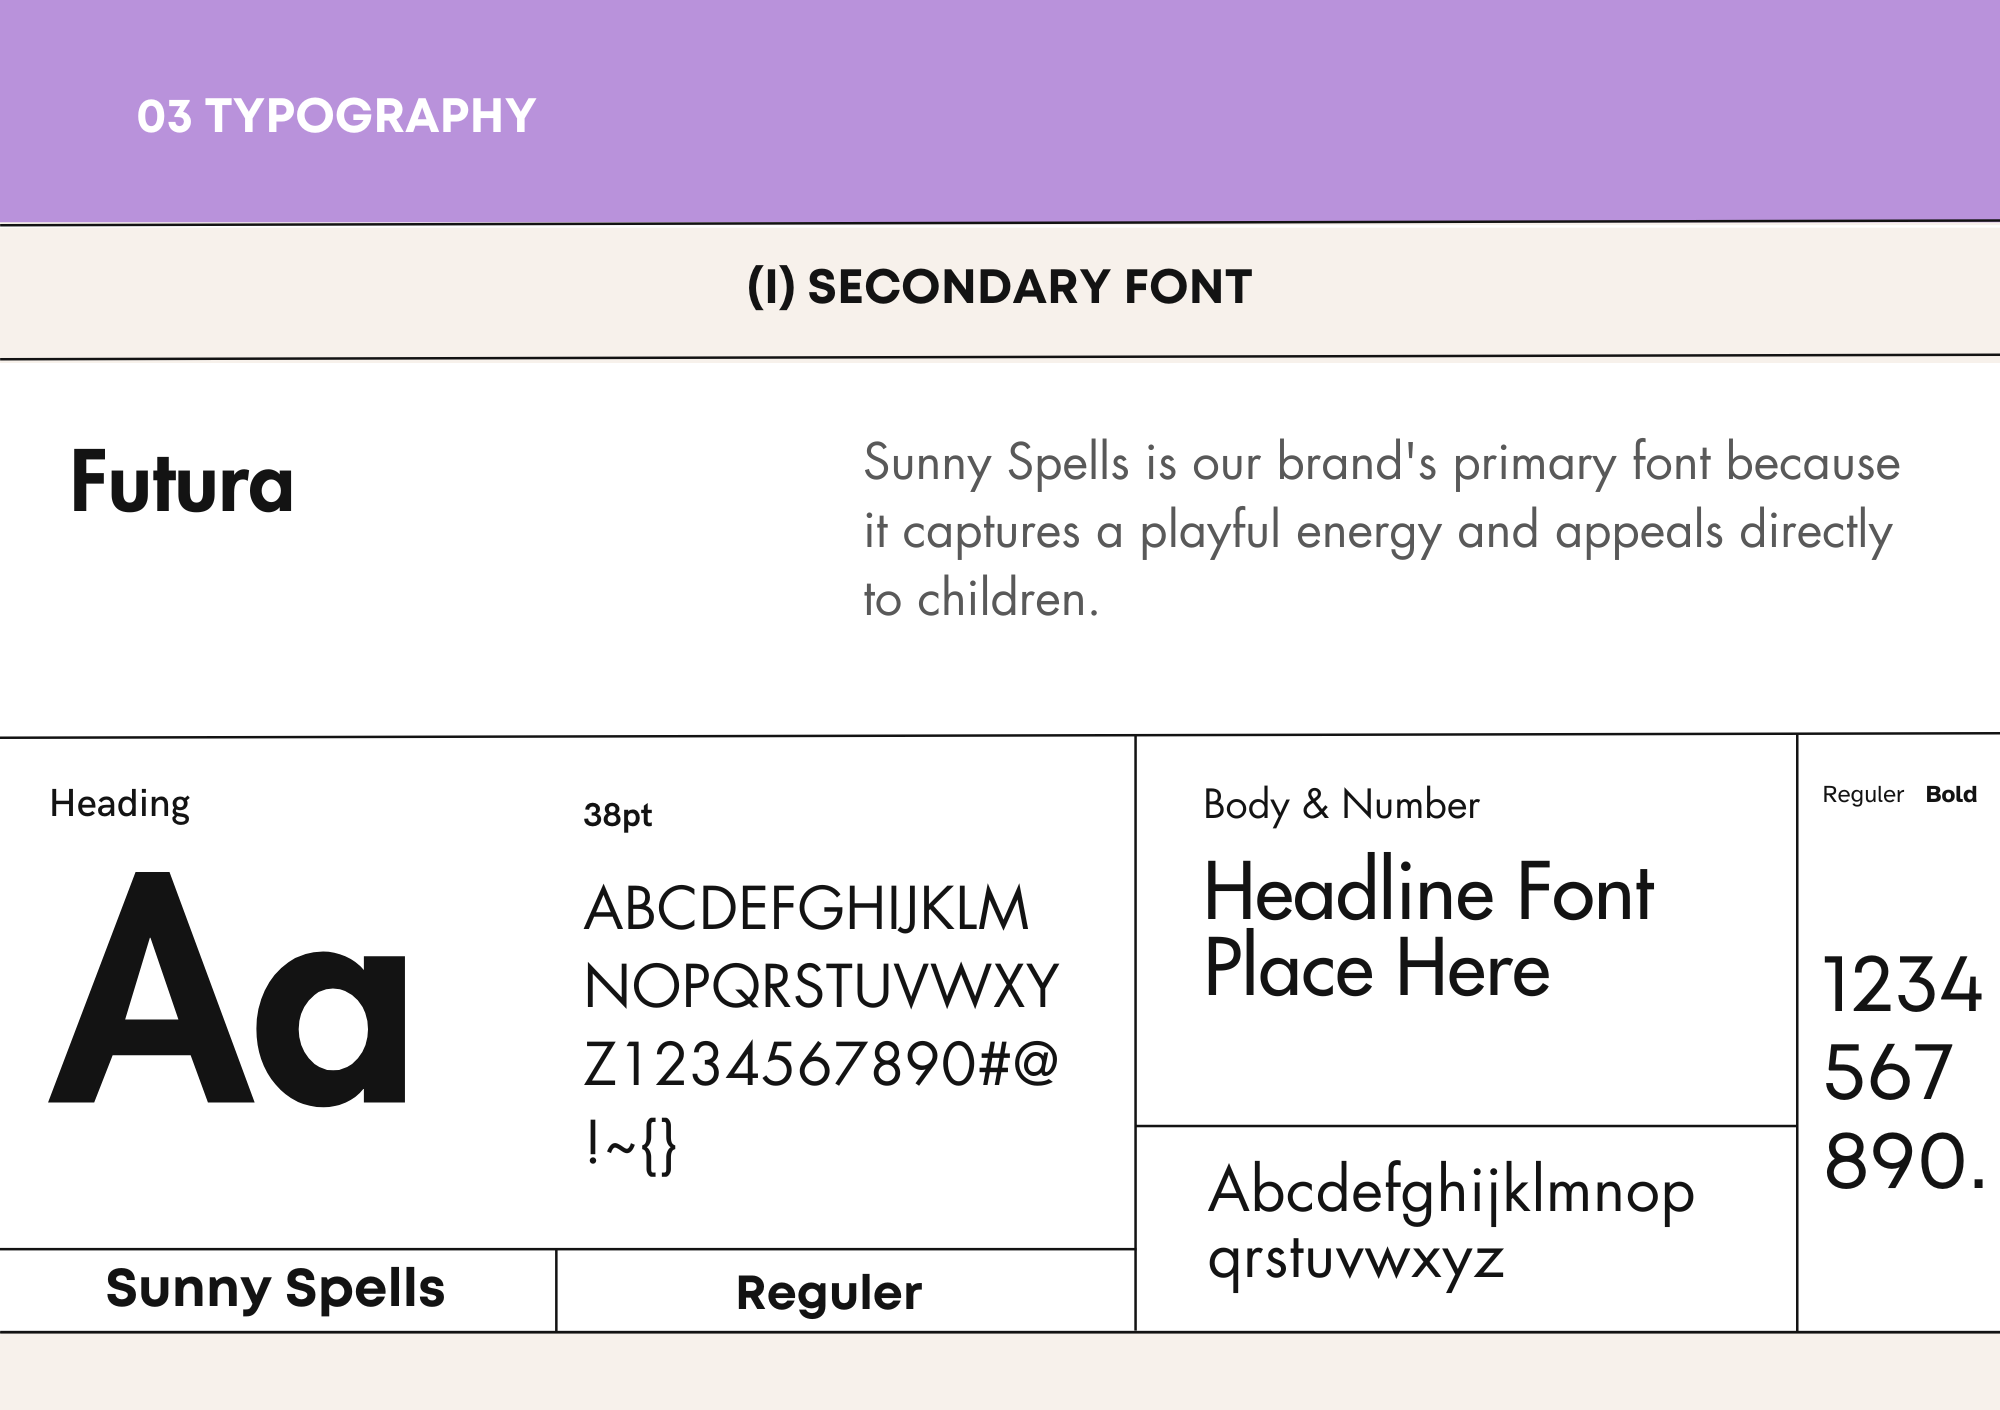 03 TYPOGRAPHY
(I) SECONDARY FONT
Futura
Sunny Spells is our brand's primary font because
it captures a playful energy and appeals directly
to children.
Heading
Aa
38pt
ABCDEFGHIJKLM
NOPQRSTUVWXY
Z1234567890#@
!~{}
Sunny Spells
Reguler
Body & Number
Headline Font
Place Here
Abcdefghijklmnop
qrstuvwxyz
Reguler Bold
1234
567
890.